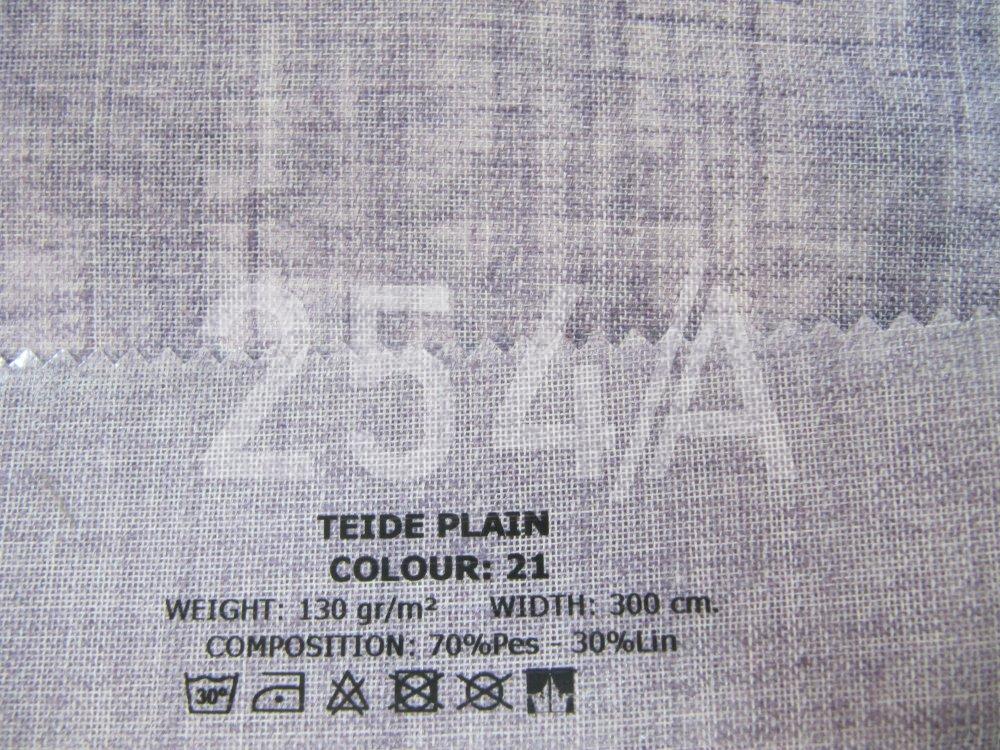 254/A
TEIDE PLAIN
COLOUR: 21
WEIGHT: 130 gr/m² WIDTH: 300 cm.
COMPOSITION: 70%Pes - 30%Lin
30°